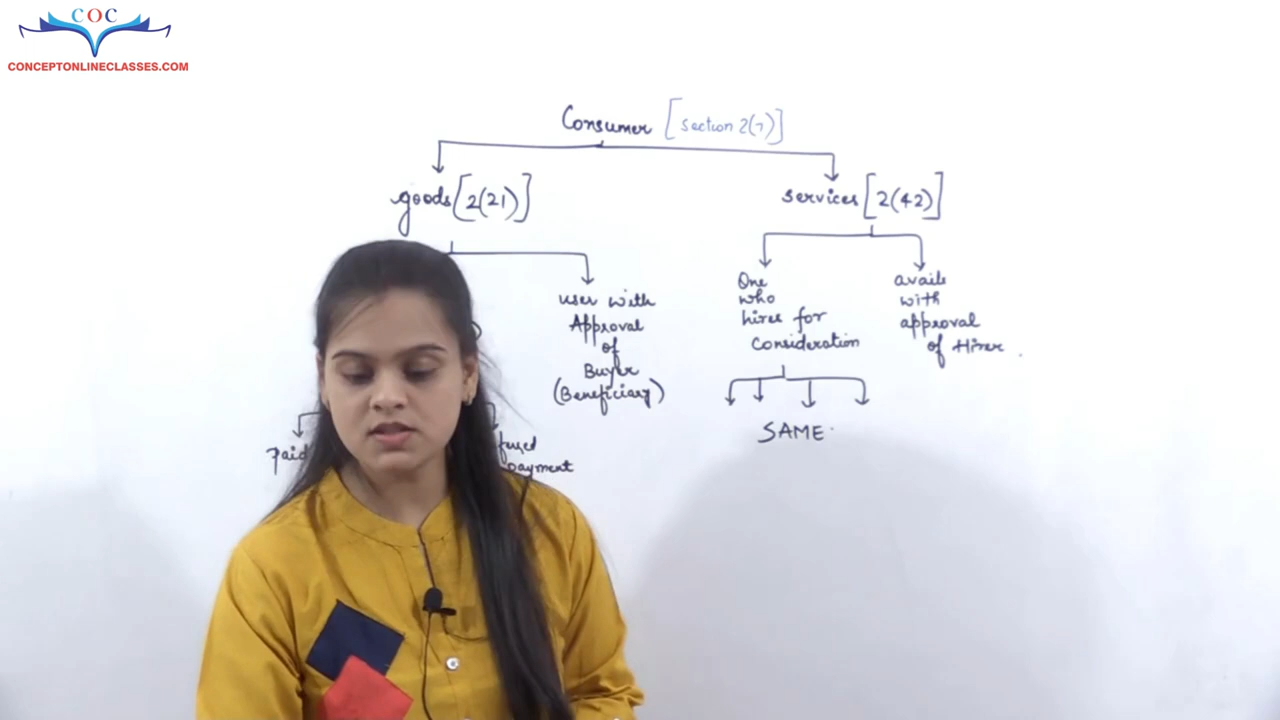 COC
CONCEPTONLINECLASSES.COM
Consumer [Section 2(7)]
goods [2(21)]
services [2(42)]
user with
Approval
of
Buyer
(Beneficiary)
One
who
hires for
Consideration
avails
with
approval
of Hirer.
SAME.
paid
payment